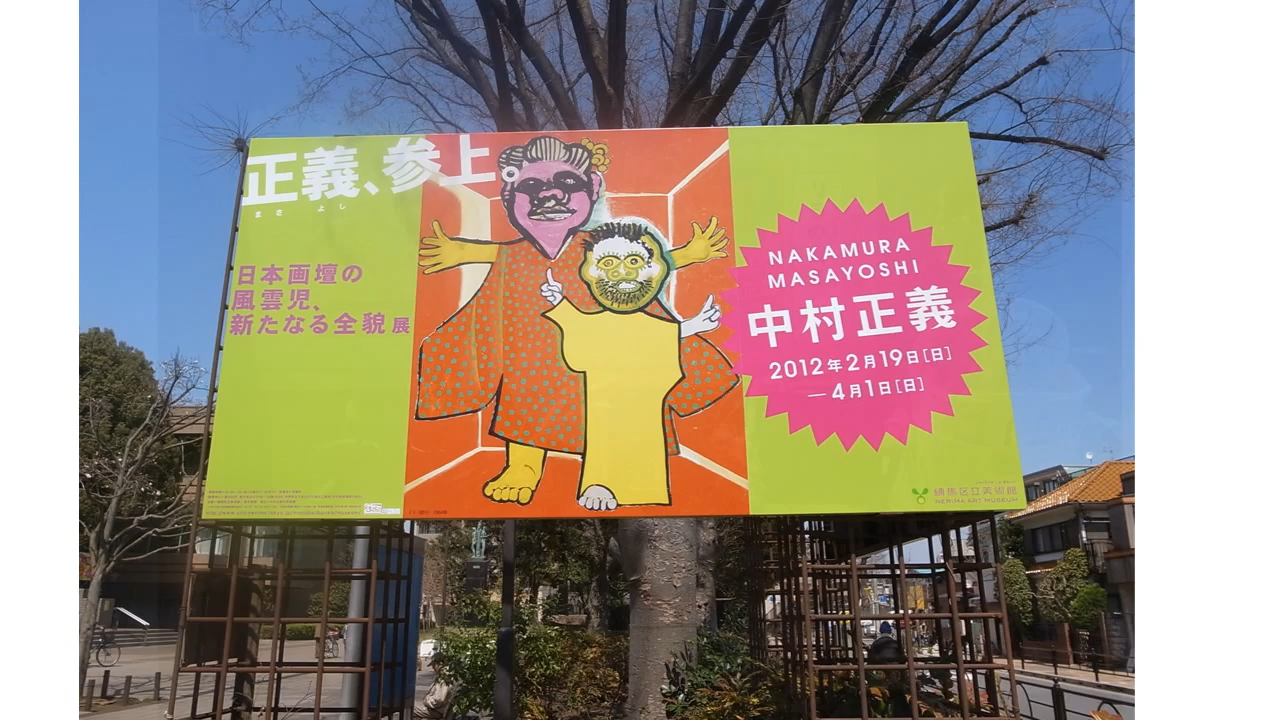 正義、参上。
まさ よし
日本画壇の
風雲児、
新たなる全貌展
NAKAMURA
MASAYOSHI
中村正義
2012年2月19日[日]
—4月1日[日]
練馬区立美術館
NERIMA ART MUSEUM